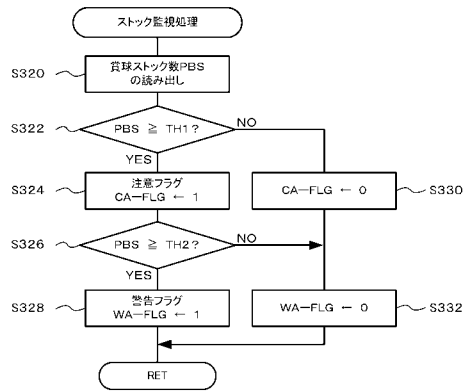 ストック監視処理
S320
賞球ストック数PBS
の読み出し
S322
PBS ≧ TH1?
NO
YES
S324
注意フラグ
CA－FLG ← 1
CA－FLG ← 0
S330
S326
PBS ≧ TH2?
NO
YES
S328
警告フラグ
WA－FLG ← 1
WA－FLG ← 0
S332
RET